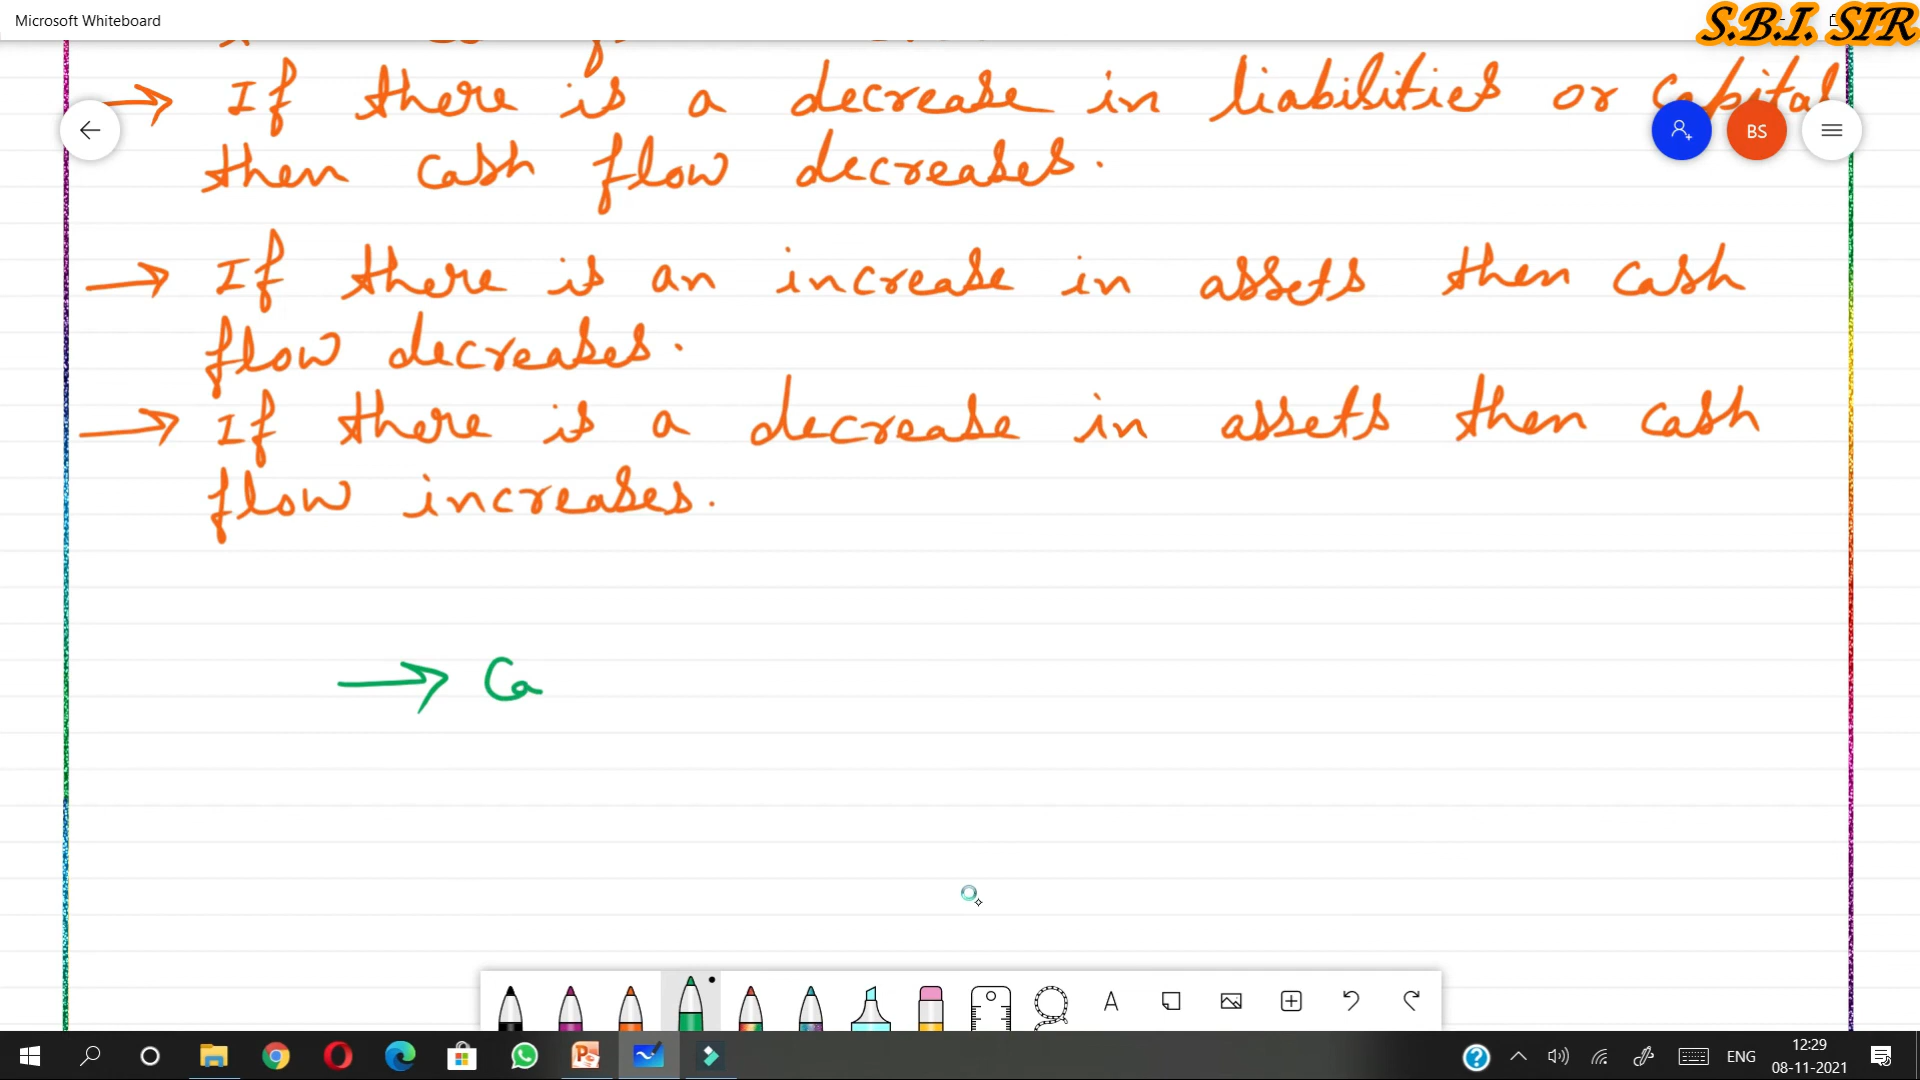 Microsoft Whiteboard
S.B.I. SIR
→ If there is a decrease in liabilities or capital
then cash flow decreases.
BS
→ If there is an increase in assets then cash
flow decreases.
→ If there is a decrease in assets then cash
flow increases.
→ Ca
A
ENG
12:29
08-11-2021